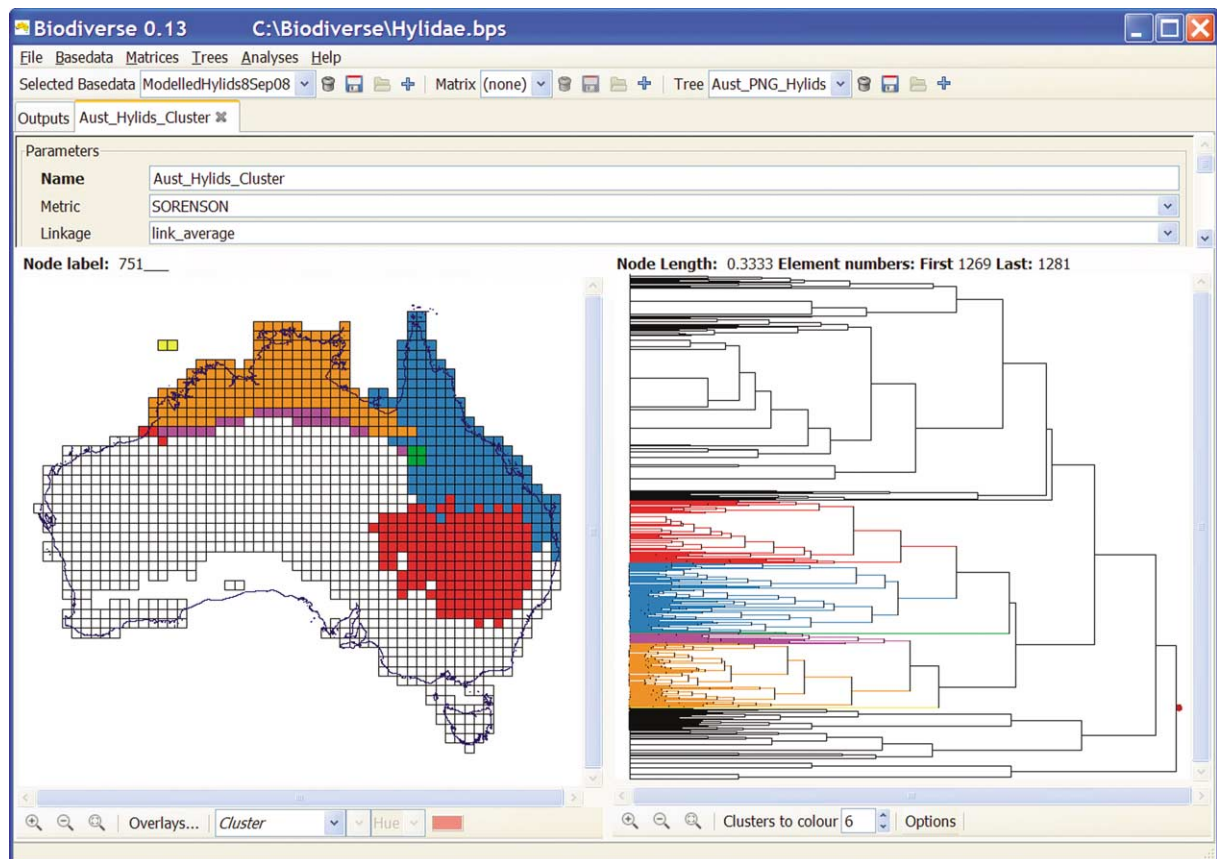 Biodiverse 0.13 C:\Biodiverse\Hylidae.bps
File Basedata Matrices Trees Analyses Help
Selected Basedata ModelledHylids8Sep08 Matrix (none) Tree Aust_PNG_Hylids
Outputs Aust_Hylids_Cluster
Parameters
Name Aust_Hylids_Cluster
Metric SORENSON
Linkage link_average
Node label: 751___ Node Length: 0.3333 Element numbers: First 1269 Last: 1281
Overlays... Cluster Hue Clusters to colour 6 Options